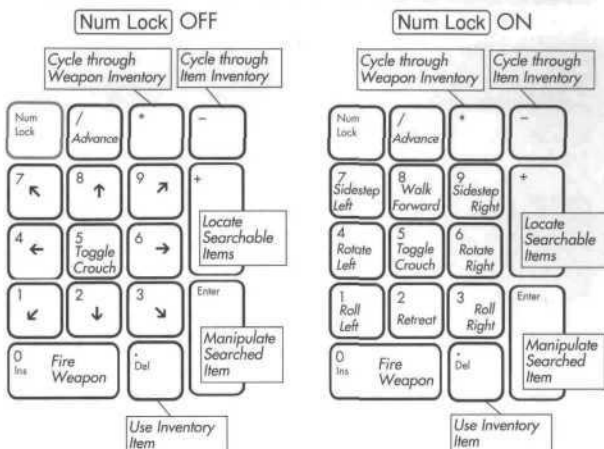 Num Lock OFF
Cycle through
Weapon Inventory
Cycle through
Item Inventory
Num
Lock
/
Advance
*
-
7
8
9
+
4
5
Toggle
Crouch
6
Locate
Searchable
Items
1
2
3
Enter
Manipulate
Searched
Item
0
Ins
Fire
Weapon
.
Del
Use Inventory
Item
Num Lock ON
Cycle through
Weapon Inventory
Cycle through
Item Inventory
Num
Lock
/
Advance
*
-
7
Sidestep
Left
8
Walk
Forward
9
Sidestep
Right
+
4
Rotate
Left
5
Toggle
Crouch
6
Rotate
Right
Locate
Searchable
Items
1
Roll
Left
2
Retreat
3
Roll
Right
Enter
Manipulate
Searched
Item
0
Ins
Fire
Weapon
.
Del
Use Inventory
Item